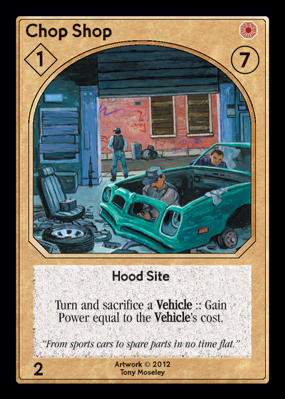 Chop Shop
1
7
Hood Site
Turn and sacrifice a Vehicle :: Gain
Power equal to the Vehicle's cost.
"From sports cars to spare parts in no time flat."
2
Artwork © 2012
Tony Moseley